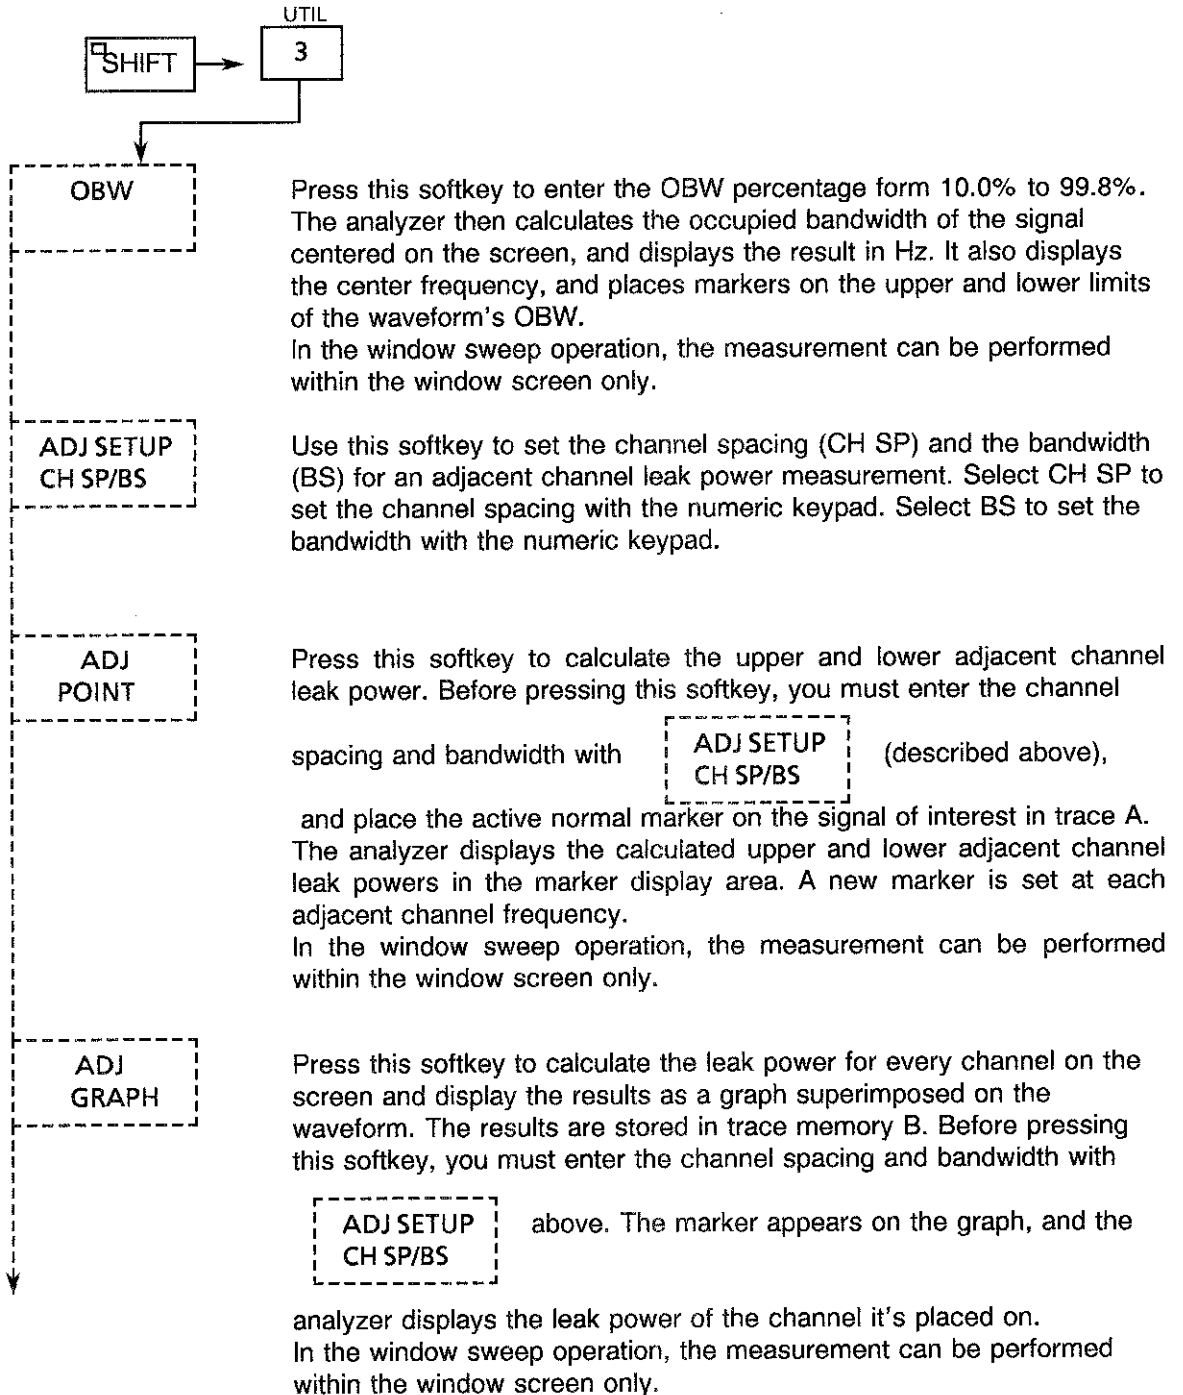 UTIL
SHIFT
3
OBW
Press this softkey to enter the OBW percentage form 10.0% to 99.8%.
The analyzer then calculates the occupied bandwidth of the signal
centered on the screen, and displays the result in Hz. It also displays
the center frequency, and places markers on the upper and lower limits
of the waveform's OBW.
In the window sweep operation, the measurement can be performed
within the window screen only.
ADJ SETUP
CH SP/BS
Use this softkey to set the channel spacing (CH SP) and the bandwidth
(BS) for an adjacent channel leak power measurement. Select CH SP to
set the channel spacing with the numeric keypad. Select BS to set the
bandwidth with the numeric keypad.
ADJ
POINT
Press this softkey to calculate the upper and lower adjacent channel
leak power. Before pressing this softkey, you must enter the channel
spacing and bandwidth with
ADJ SETUP
CH SP/BS
(described above),
and place the active normal marker on the signal of interest in trace A.
The analyzer displays the calculated upper and lower adjacent channel
leak powers in the marker display area. A new marker is set at each
adjacent channel frequency.
In the window sweep operation, the measurement can be performed
within the window screen only.
ADJ
GRAPH
Press this softkey to calculate the leak power for every channel on the
screen and display the results as a graph superimposed on the
waveform. The results are stored in trace memory B. Before pressing
this softkey, you must enter the channel spacing and bandwidth with
ADJ SETUP
CH SP/BS
above. The marker appears on the graph, and the
analyzer displays the leak power of the channel it's placed on.
In the window sweep operation, the measurement can be performed
within the window screen only.